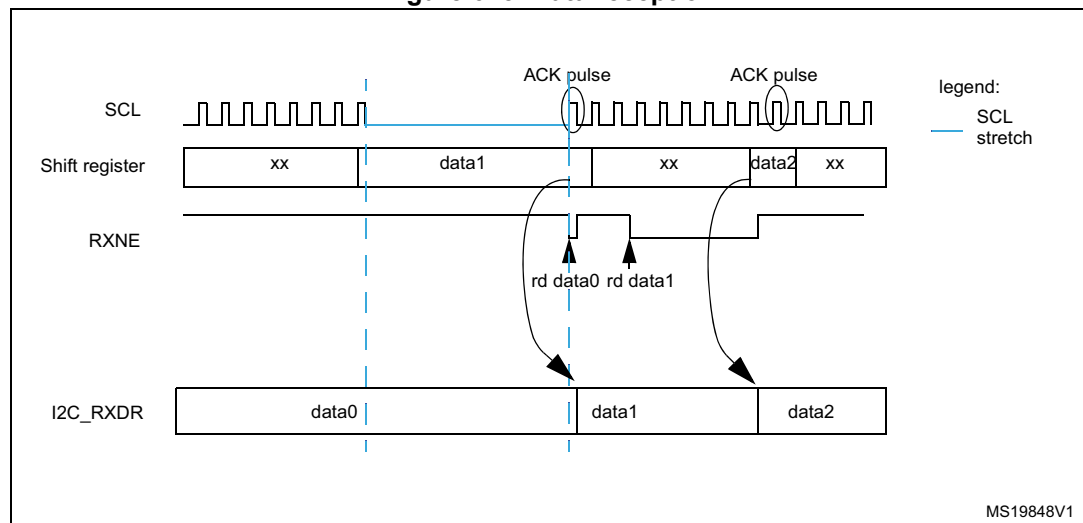 ACK pulse ACK pulse
legend:
SCL
SCL
stretch
Shift register xx data1 xx data2 xx
RXNE
rd data0 rd data1
I2C_RXDR data0 data1 data2
MS19848V1